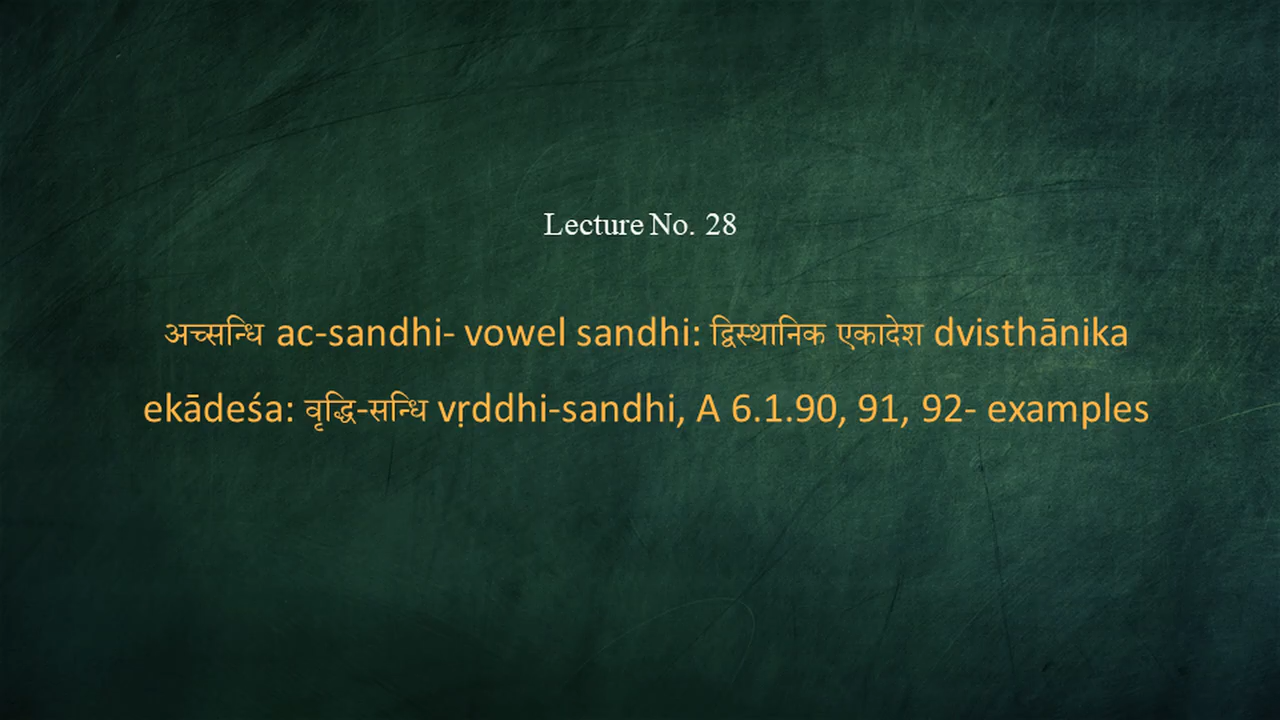 Lecture No. 28
अच्सन्धि ac-sandhi- vowel sandhi: द्विस्थानिक एकादेश dvisthānika
ekādeśa: वृद्धि-सन्धि vṛddhi-sandhi, A 6.1.90, 91, 92- examples